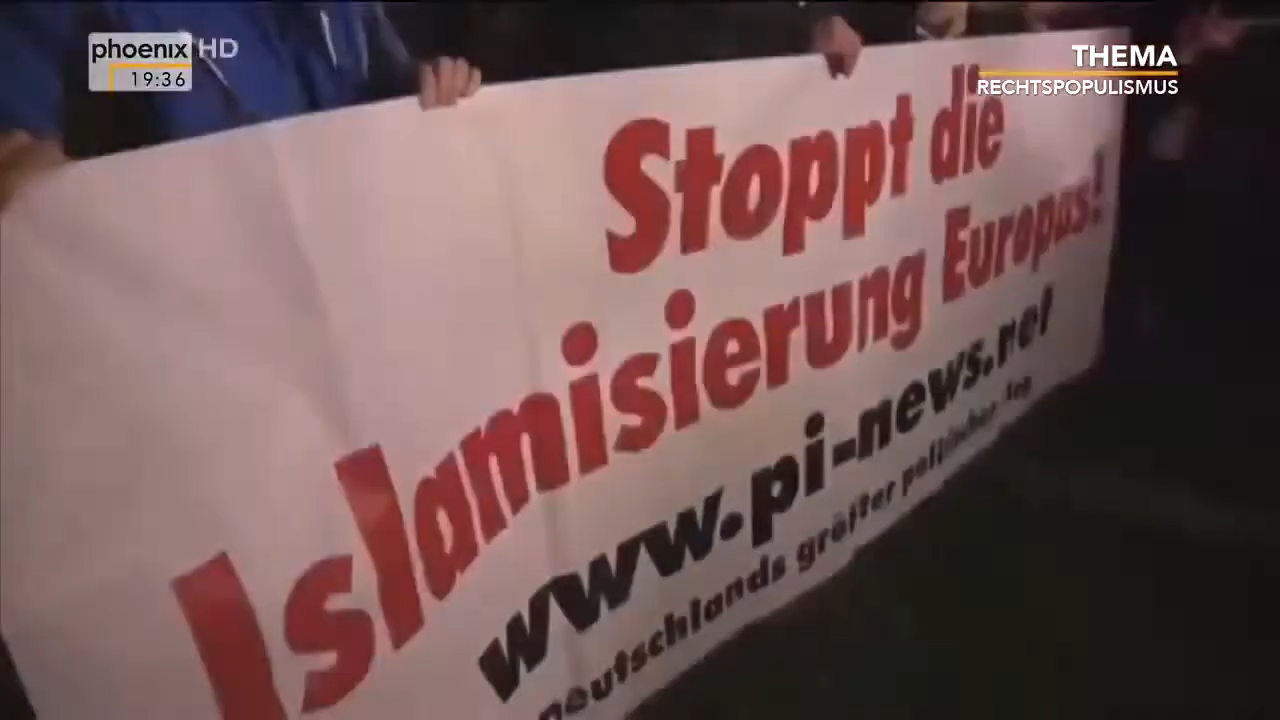 phoenix HD
19:36
THEMA
RECHTSPOPULISMUS
Stoppt die
Islamisierung Europas!
www.pi-news.net
deutschlands größter politischer